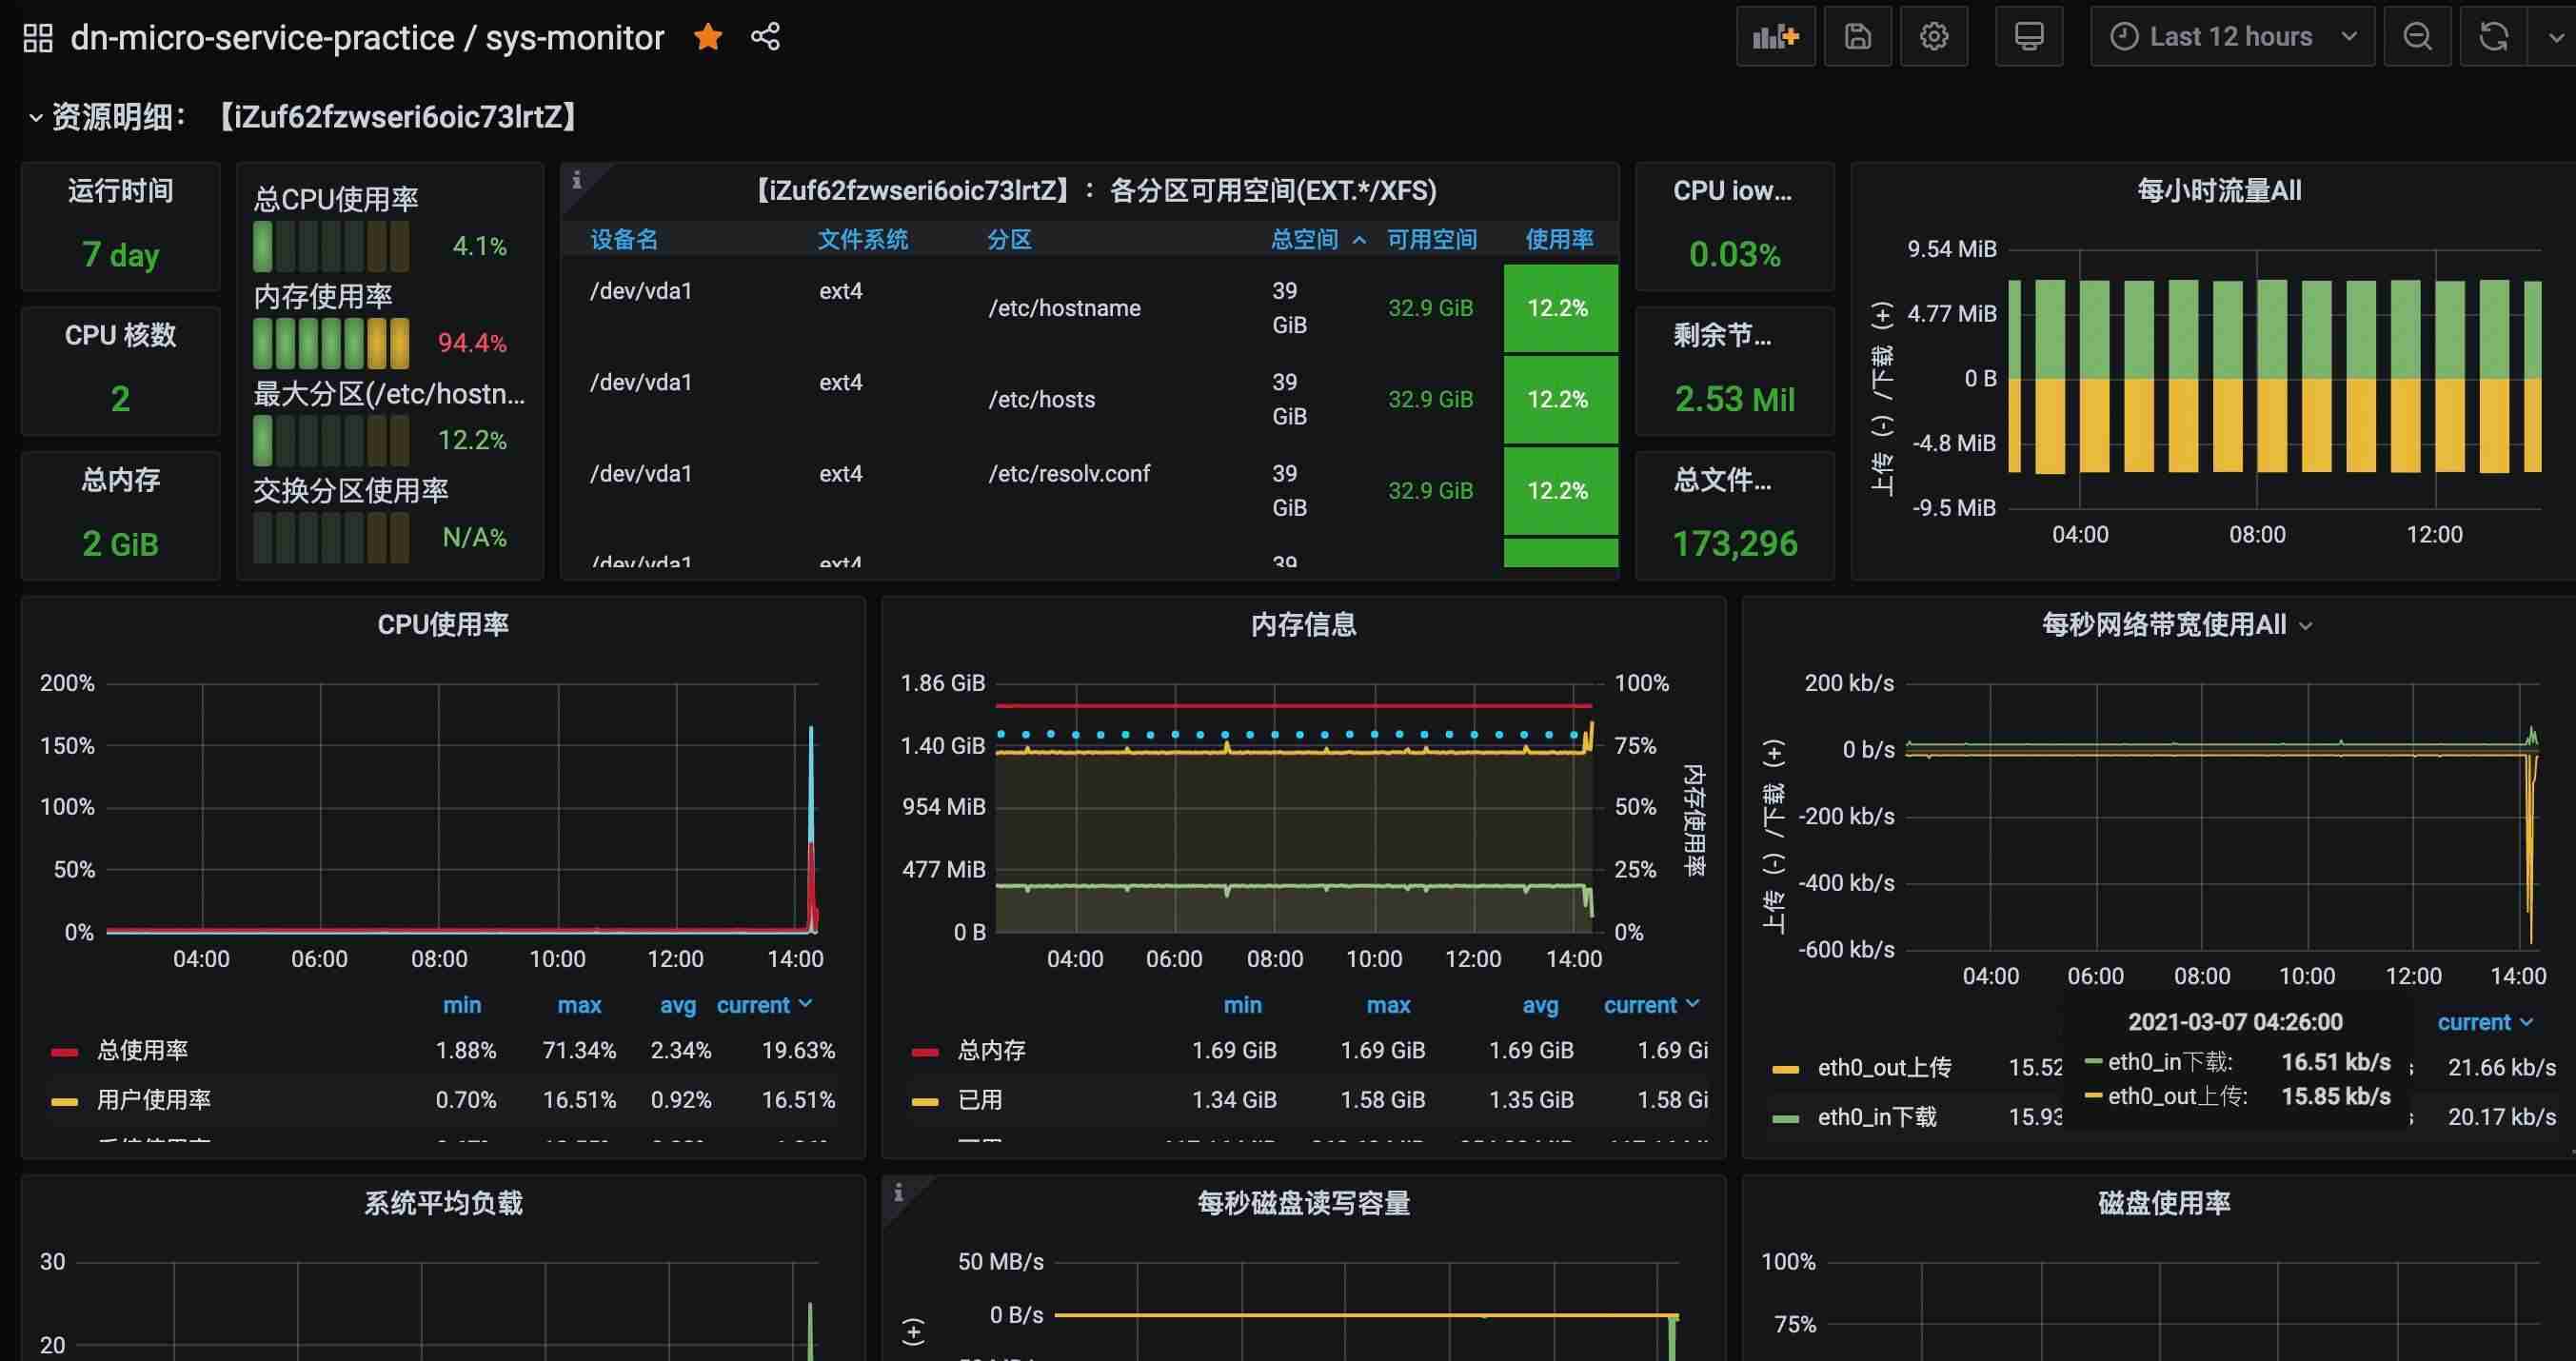 dn-micro-service-practice / sys-monitor
Last 12 hours
资源明细：【iZuf62fzwseri6oic73lrtZ】
运行时间
7 day
CPU 核数
2
总内存
2 GiB
总CPU使用率
4.1%
内存使用率
94.4%
最大分区(/etc/hostn...
12.2%
交换分区使用率
N/A%
【iZuf62fzwseri6oic73lrtZ】：各分区可用空间(EXT.*/XFS)
设备名 文件系统 分区 总空间 可用空间 使用率
/dev/vda1 ext4 /etc/hostname 39 GiB 32.9 GiB 12.2%
/dev/vda1 ext4 /etc/hosts 39 GiB 32.9 GiB 12.2%
/dev/vda1 ext4 /etc/resolv.conf 39 GiB 32.9 GiB 12.2%
/dev/vda1 ext4 39
CPU iow...
0.03%
剩余节...
2.53 Mil
总文件...
173,296
每小时流量All
上传 (-) /下载 (+)
9.54 MiB
4.77 MiB
0 B
-4.8 MiB
-9.5 MiB
04:00 08:00 12:00
CPU使用率
200%
150%
100%
50%
0%
04:00 06:00 08:00 10:00 12:00 14:00
min max avg current
总使用率 1.88% 71.34% 2.34% 19.63%
用户使用率 0.70% 16.51% 0.92% 16.51%
内存信息
1.86 GiB
1.40 GiB
954 MiB
477 MiB
0 B
100%
75%
50%
25%
0%
内存使用率
04:00 06:00 08:00 10:00 12:00 14:00
min max avg current
总内存 1.69 GiB 1.69 GiB 1.69 GiB 1.69 Gi
已用 1.34 GiB 1.58 GiB 1.35 GiB 1.58 Gi
每秒网络带宽使用All
上传 (-) /下载 (+)
200 kb/s
0 b/s
-200 kb/s
-400 kb/s
-600 kb/s
04:00 06:00 08:00 10:00 12:00 14:00
current
eth0_out上传 15.52 21.66 kb/s
eth0_in下载 15.93 20.17 kb/s
2021-03-07 04:26:00
eth0_in下载: 16.51 kb/s
eth0_out上传: 15.85 kb/s
系统平均负载
30
20
每秒磁盘读写容量
50 MB/s
0 B/s
(+)
磁盘使用率
100%
75%